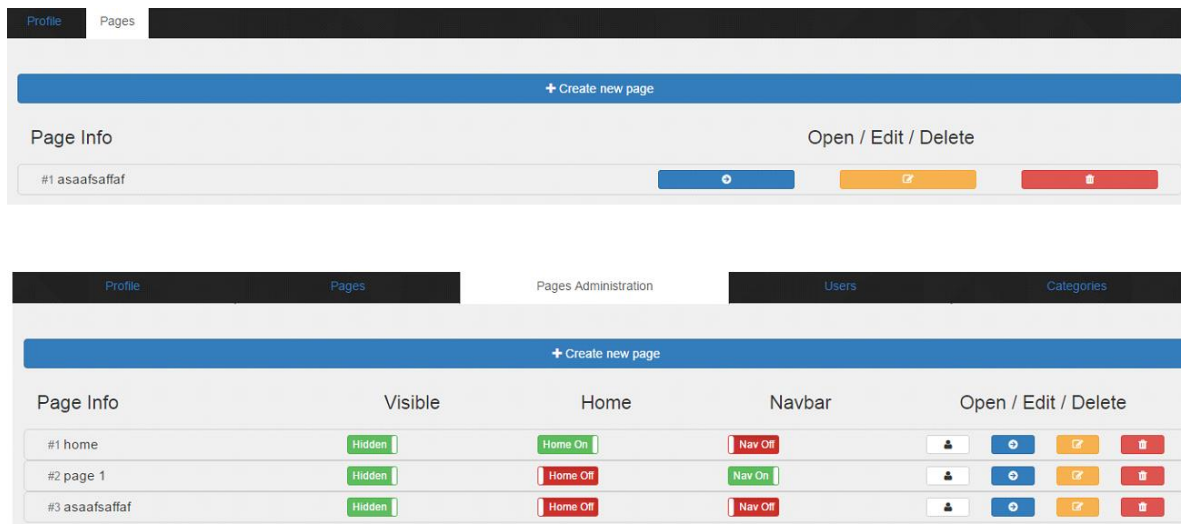 Profile Pages
+ Create new page
Page Info Open / Edit / Delete
#1 asaafsaffaf
Profile Pages Pages Administration Users Categories
+ Create new page
Page Info Visible Home Navbar Open / Edit / Delete
#1 home Hidden Home On Nav Off
#2 page 1 Hidden Home Off Nav On
#3 asaafsaffaf Hidden Home Off Nav Off